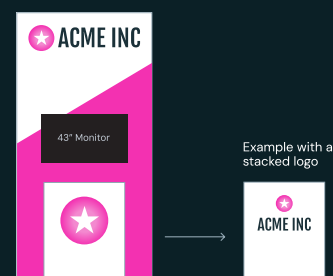 ACME INC
43" Monitor
Example with a
stacked logo
ACME INC